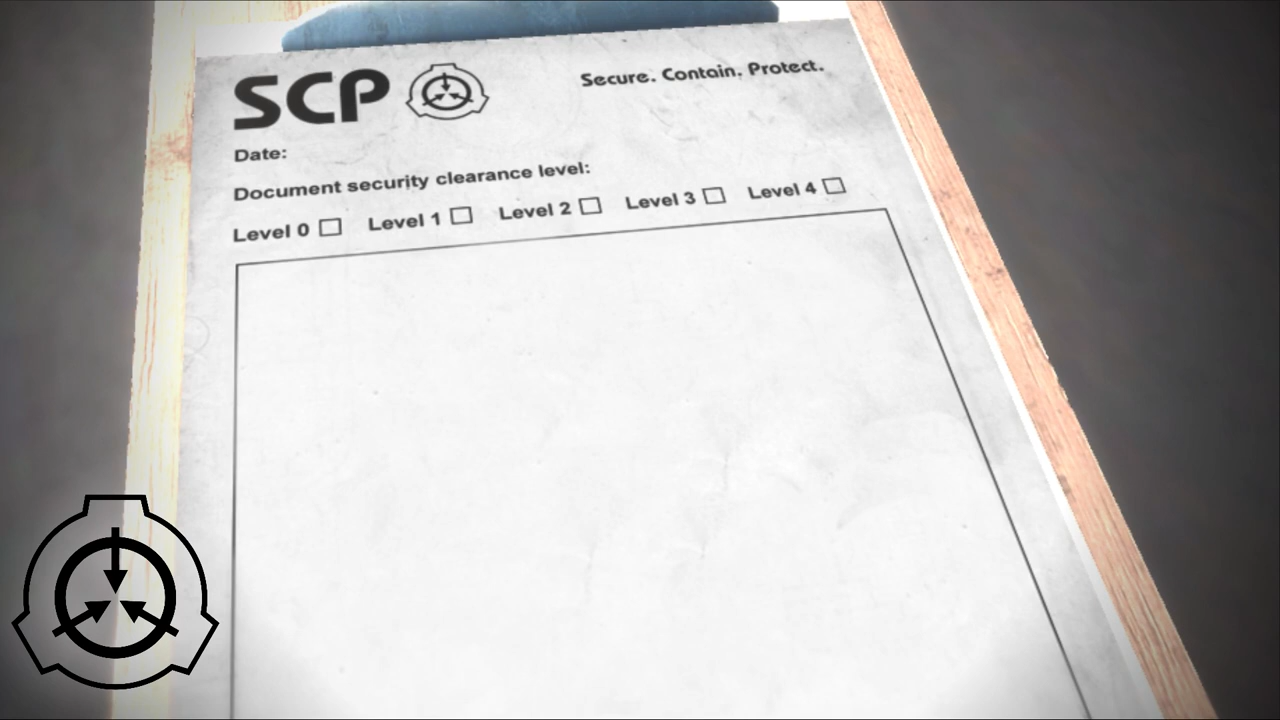 SCP Secure. Contain. Protect.
Date:
Document security clearance level:
Level 0 Level 1 Level 2 Level 3 Level 4